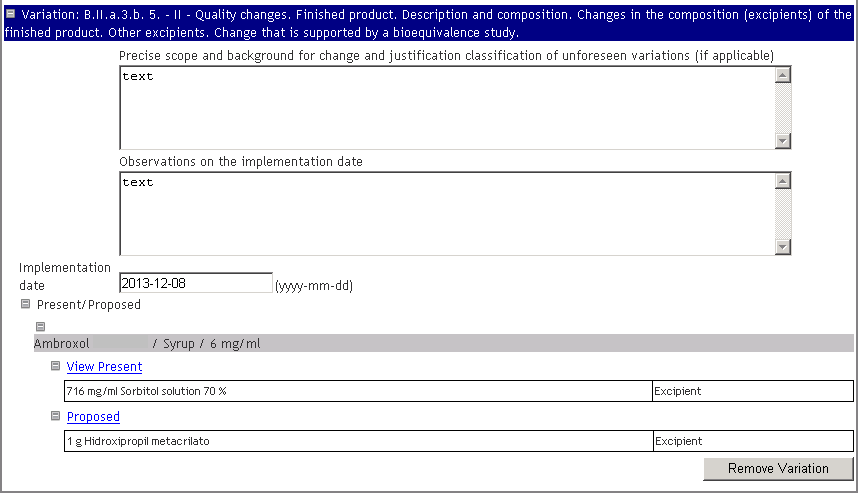 Variation: B.II.a.3.b. 5. - II - Quality changes. Finished product. Description and composition. Changes in the composition (excipients) of the
finished product. Other excipients. Change that is supported by a bioequivalence study.
Precise scope and background for change and justification classification of unforeseen variations (if applicable)
text
Observations on the implementation date
text
Implementation
date 2013-12-08 (yyyy-mm-dd)
Present/Proposed
Ambroxol / Syrup / 6 mg/ml
View Present
716 mg/ml Sorbitol solution 70 % Excipient
Proposed
1 g Hidroxipropil metacrilato Excipient
Remove Variation